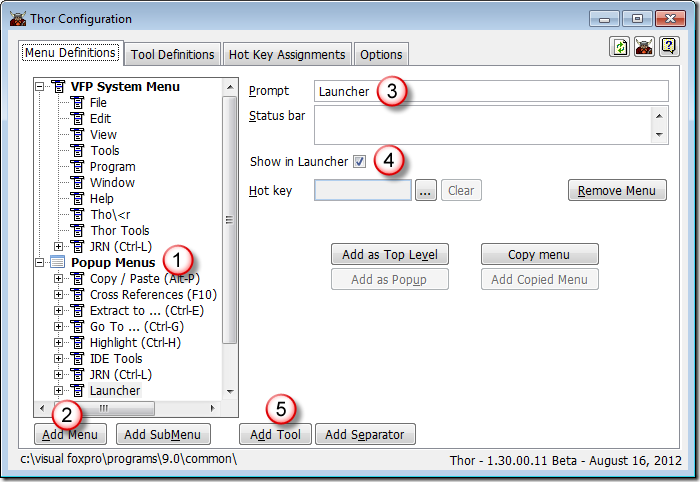 Thor Configuration
Menu Definitions Tool Definitions Hot Key Assignments Options
VFP System Menu
File
Edit
View
Tools
Program
Window
Help
Tho\<r
Thor Tools
JRN (Ctrl-L)
Popup Menus 1
Copy / Paste (Alt-P)
Cross References (F10)
Extract to ... (Ctrl-E)
Go To ... (Ctrl-G)
Highlight (Ctrl-H)
IDE Tools
JRN (Ctrl-L)
Launcher
Prompt Launcher 3
Status bar
Show in Launcher 4
Hot key ... Clear Remove Menu
Add as Top Level Copy menu
Add as Popup Add Copied Menu
2 5
Add Menu Add SubMenu Add Tool Add Separator
c:\visual foxpro\programs\9.0\common\ Thor - 1.30.00.11 Beta - August 16, 2012